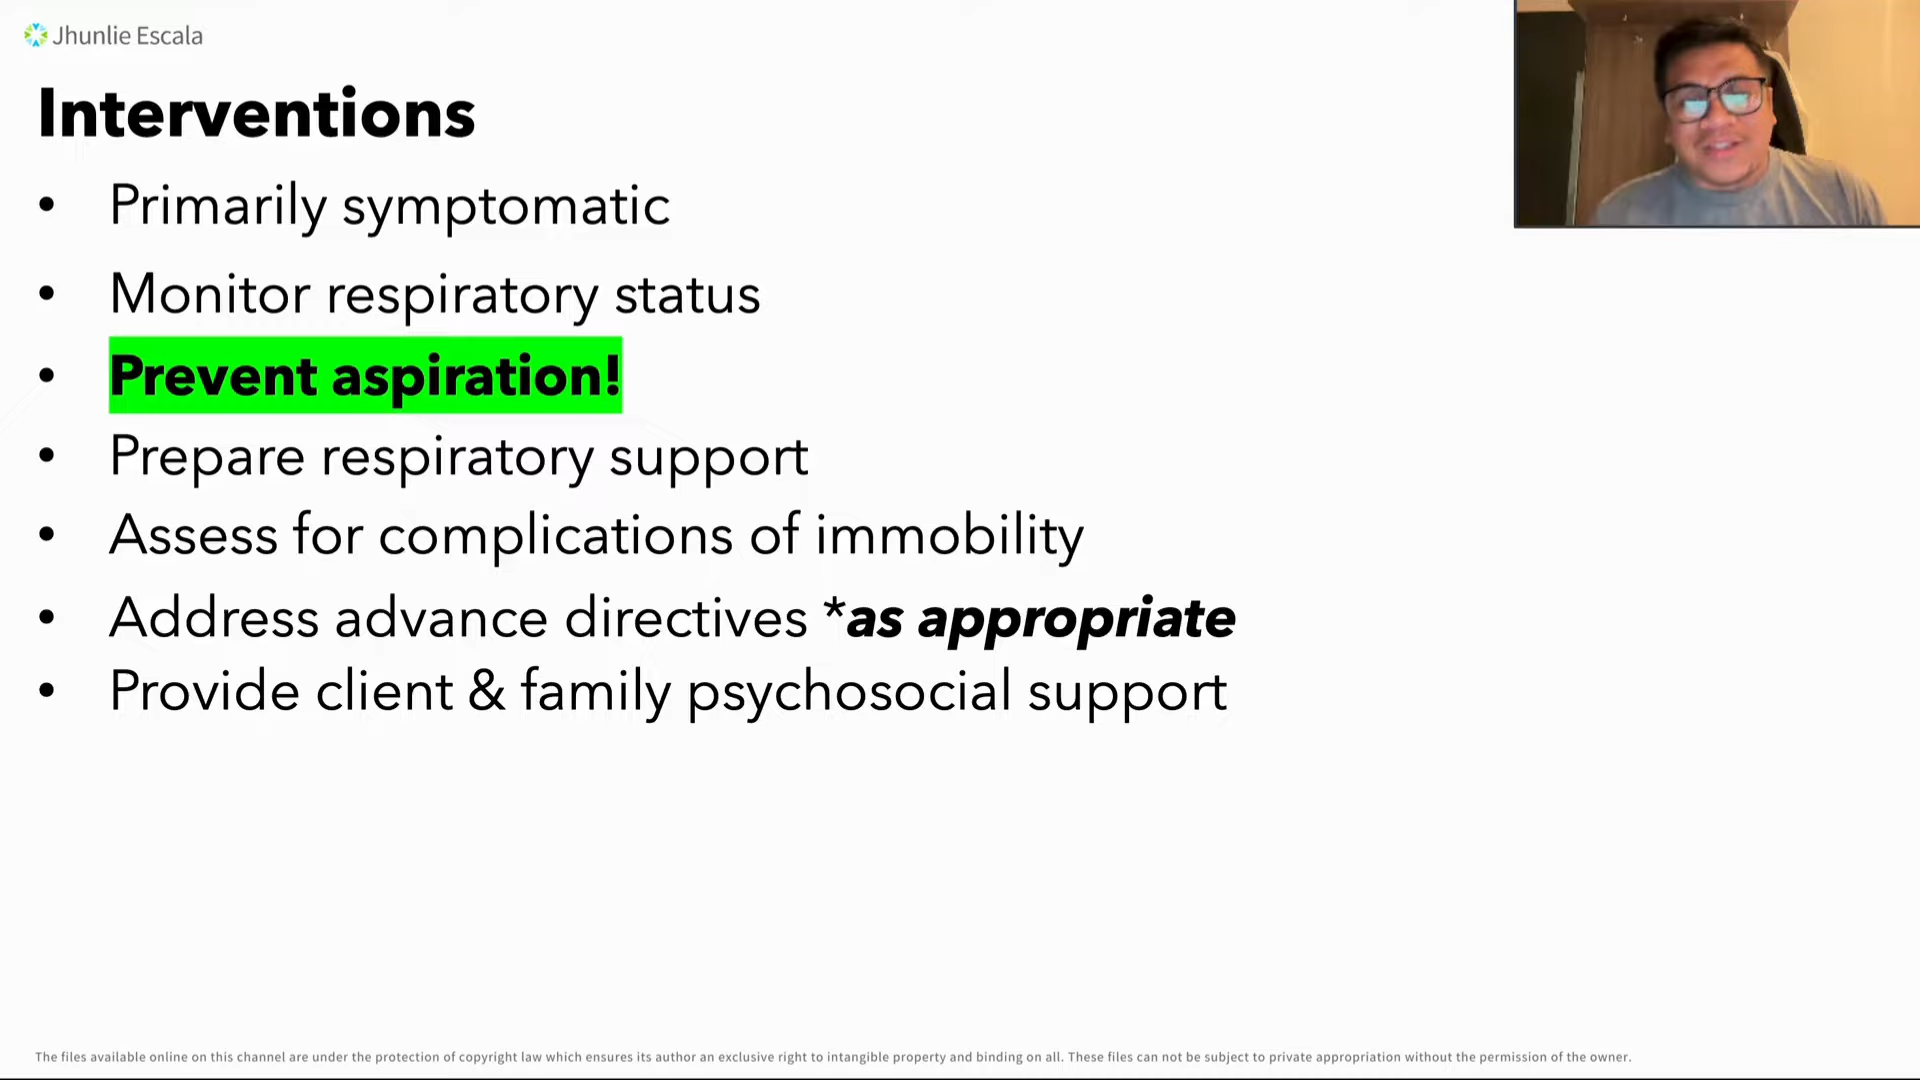 Jhunlie Escala
Interventions
• Primarily symptomatic
• Monitor respiratory status
• Prevent aspiration!
• Prepare respiratory support
• Assess for complications of immobility
• Address advance directives *as appropriate
• Provide client & family psychosocial support
The files available online on this channel are under the protection of copyright law which ensures its author an exclusive right to intangible property and binding on all. These files can not be subject to private appropriation without the permission of the owner.